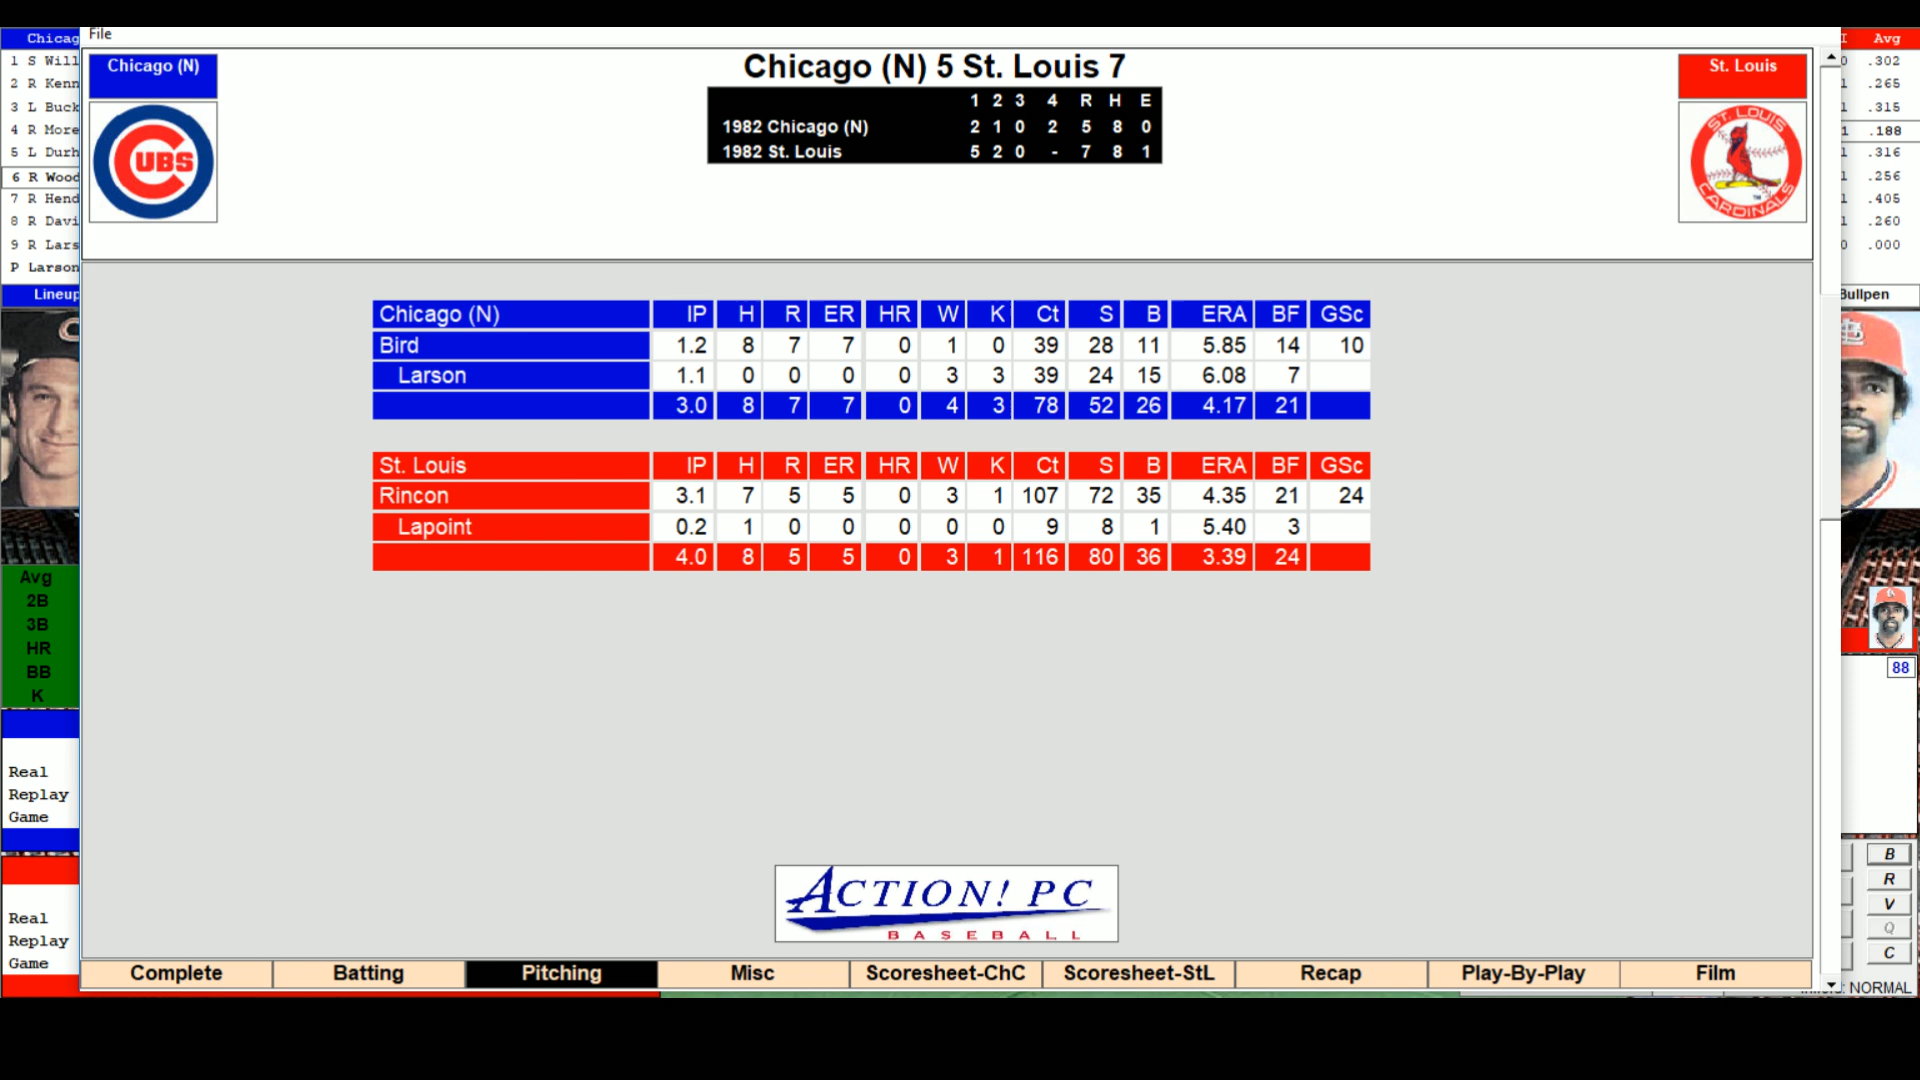 File
Chicago (N) 5 St. Louis 7
Chicago (N)
UBS
1 2 3 4 R H E
1982 Chicago (N) 2 1 0 2 5 8 0
1982 St. Louis 5 2 0 - 7 8 1
St. Louis
ST. LOUIS
CARDINALS
Chicag
1 S Will
2 R Kenn
3 L Buck
4 R More
5 L Durh
6 R Wood
7 R Hend
8 R Davi
9 R Lars
P Larson
Lineup
I Avg
0 .302
1 .265
1 .315
1 .188
1 .316
1 .256
1 .405
1 .260
0 .000
Bullpen
Chicago (N) IP H R ER HR W K Ct S B ERA BF GSc
Bird 1.2 8 7 7 0 1 0 39 28 11 5.85 14 10
Larson 1.1 0 0 0 0 3 3 39 24 15 6.08 7
3.0 8 7 7 0 4 3 78 52 26 4.17 21
St. Louis IP H R ER HR W K Ct S B ERA BF GSc
Rincon 3.1 7 5 5 0 3 1 107 72 35 4.35 21 24
Lapoint 0.2 1 0 0 0 0 0 9 8 1 5.40 3
4.0 8 5 5 0 3 1 116 80 36 3.39 24
Avg
2B
3B
HR
BB
K
Real
Replay
Game
Real
Replay
Game
88
B
R
V
Q
C
ACTION! PC
BASEBALL
Complete Batting Pitching Misc Scoresheet-ChC Scoresheet-StL Recap Play-By-Play Film
NORMAL